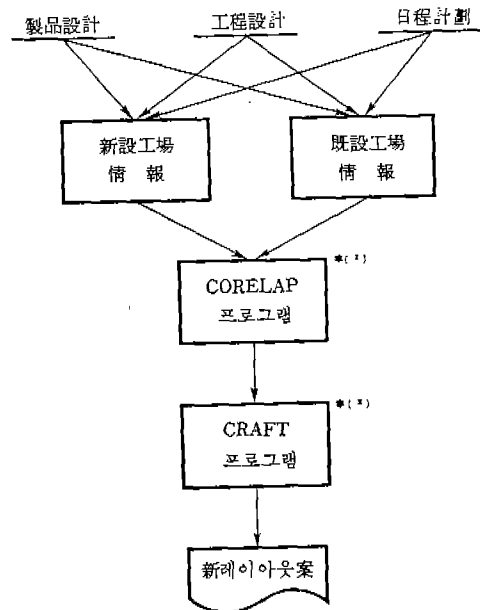 製品設計
工程設計
日程計劃
新設工場
情 報
既設工場
情 報
CORELAP
프로그램
CRAFT
프로그램
新레이아웃案